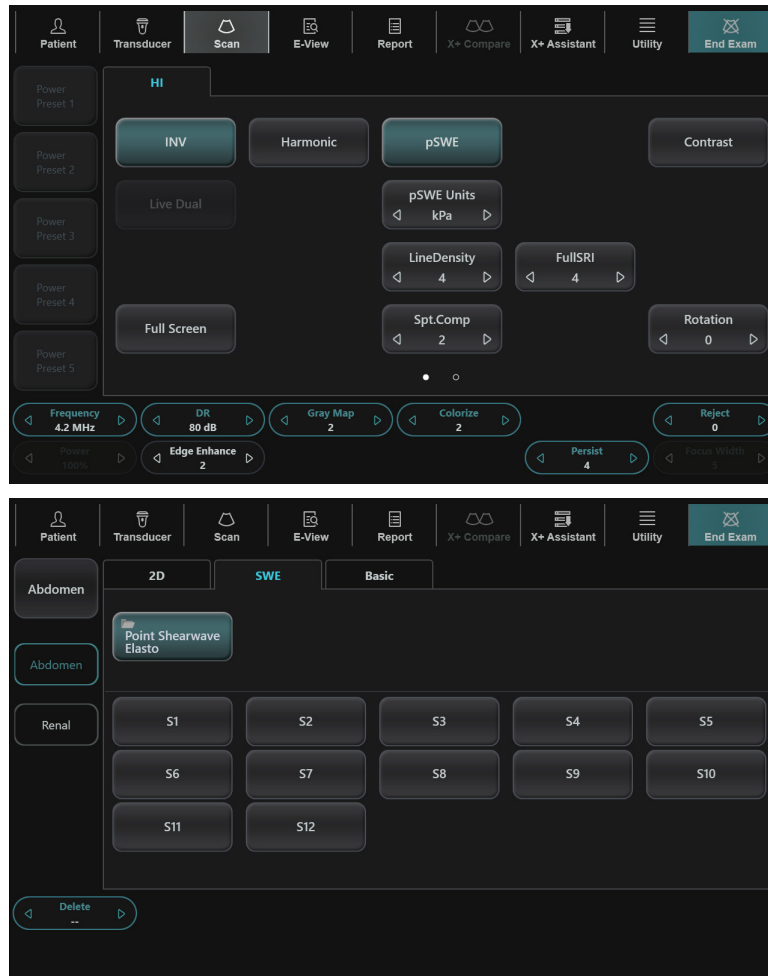 Patient
Transducer
Scan
E-View
Report
X+ Compare
X+ Assistant
Utility
End Exam
Power
Preset 1
Power
Preset 2
Power
Preset 3
Power
Preset 4
Power
Preset 5
HI
INV
Harmonic
pSWE
Contrast
Live Dual
pSWE Units
kPa
LineDensity
4
FullSRI
4
Full Screen
Spt.Comp
2
Rotation
0
Frequency
4.2 MHz
DR
80 dB
Gray Map
2
Colorize
2
Reject
0
Power
100%
Edge Enhance
2
Persist
4
Focus Width
5
Patient
Transducer
Scan
E-View
Report
X+ Compare
X+ Assistant
Utility
End Exam
Abdomen
Abdomen
Renal
2D
SWE
Basic
Point Shearwave
Elasto
S1
S2
S3
S4
S5
S6
S7
S8
S9
S10
S11
S12
Delete
--